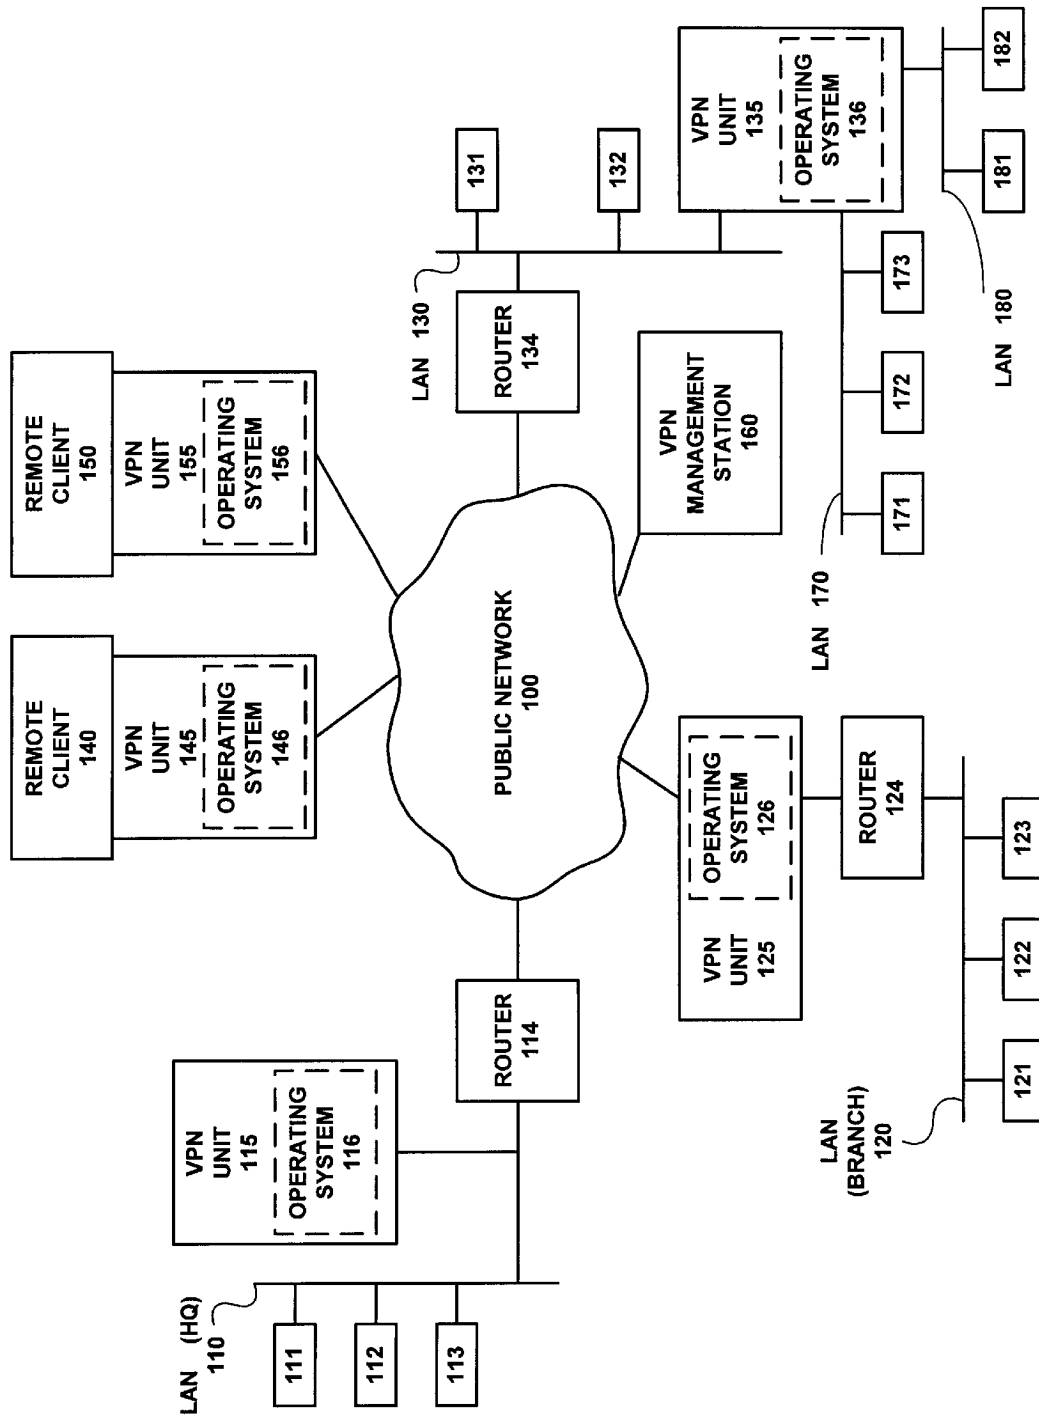 REMOTE
CLIENT
140
VPN
UNIT
145
OPERATING
SYSTEM
146
REMOTE
CLIENT
150
VPN
UNIT
155
OPERATING
SYSTEM
156
LAN (HQ)
110
111
112
113
VPN
UNIT
115
OPERATING
SYSTEM
116
ROUTER
114
PUBLIC NETWORK
100
ROUTER
134
LAN 130
131
132
VPN
MANAGEMENT
STATION
160
VPN
UNIT
125
OPERATING
SYSTEM
126
VPN
UNIT
135
OPERATING
SYSTEM
136
LAN
(BRANCH)
120
ROUTER
124
121
122
123
LAN 170
171
172
173
LAN 180
181
182